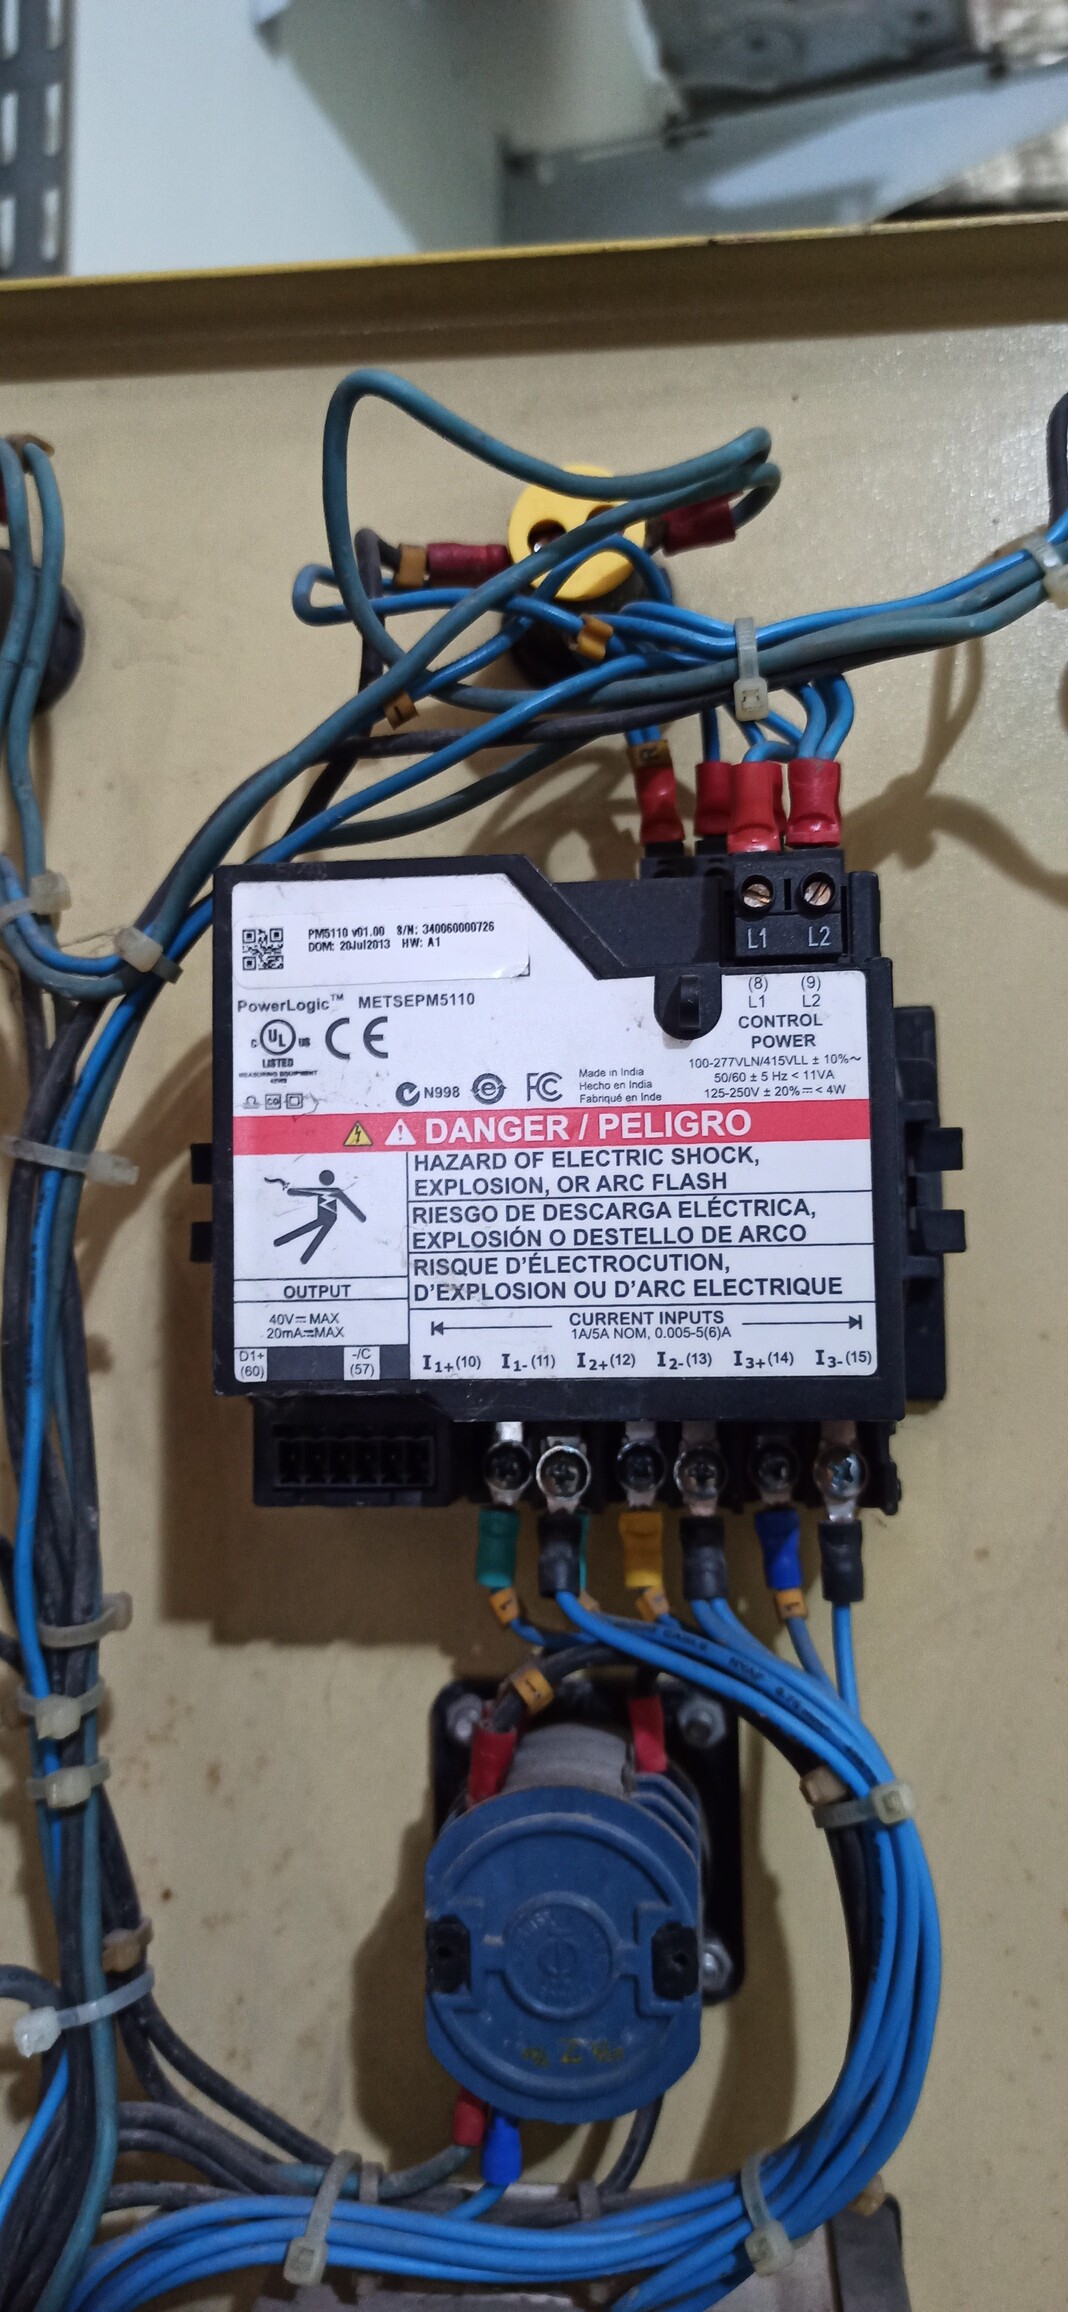 PM5110 v01.00 S/N: 340060000726
DOM: 20Jul2013 HW: A1
PowerLogic™ METSEPM5110
L1 L2
(8) (9)
L1 L2
CONTROL
POWER
100-277VLN/415VLL ± 10%~
50/60 ± 5 Hz < 11VA
125-250V ± 20%⎓ < 4W
C UL US
LISTED
MEASURING EQUIPMENT
CE
N998
FC
Made in India
Hecho en India
Fabriqué en Inde
DANGER / PELIGRO
HAZARD OF ELECTRIC SHOCK,
EXPLOSION, OR ARC FLASH
RIESGO DE DESCARGA ELÉCTRICA,
EXPLOSIÓN O DESTELLO DE ARCO
RISQUE D'ÉLECTROCUTION,
D'EXPLOSION OU D'ARC ELECTRIQUE
OUTPUT
40V⎓MAX
20mA⎓MAX
D1+
(60)
-/C
(57)
CURRENT INPUTS
1A/5A NOM, 0.005-5(6)A
I1+(10) I1-(11) I2+(12) I2-(13) I3+(14) I3-(15)